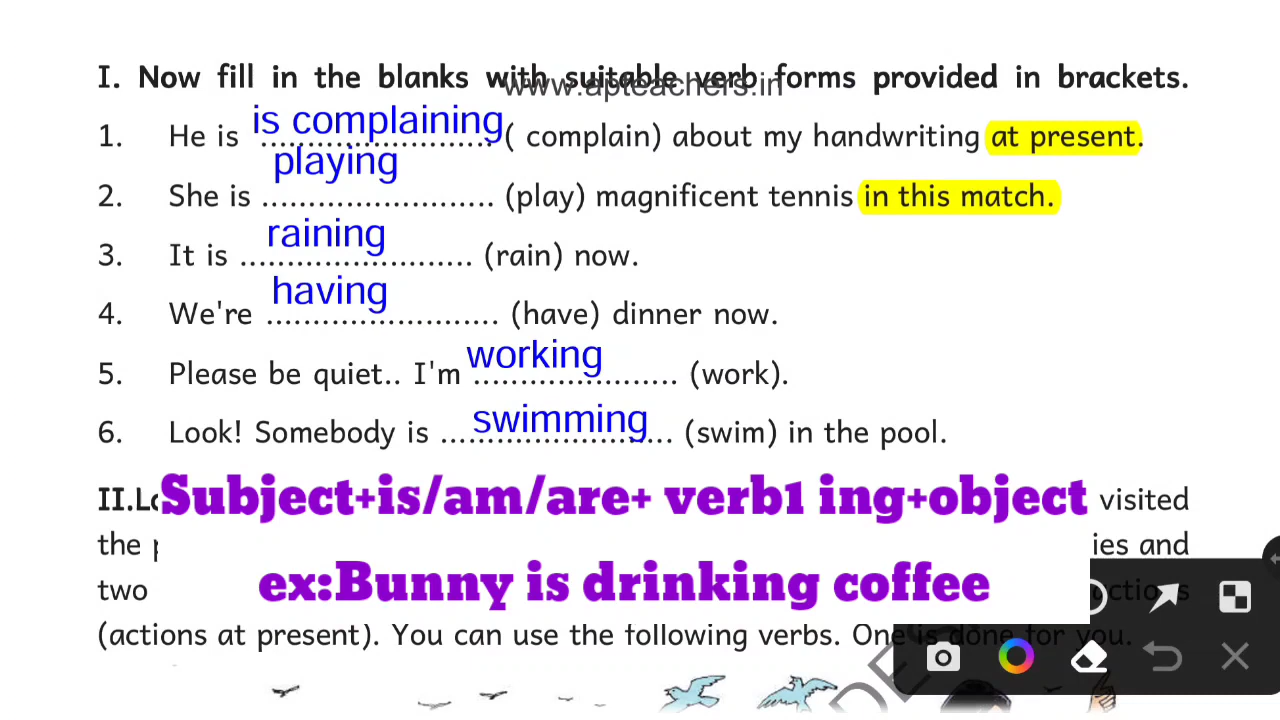 I. Now fill in the blanks with suitable verb forms provided in brackets.
www.apteachers.in
is complaining
1. He is ......................... ( complain) about my handwriting at present.
playing
2. She is ......................... (play) magnificent tennis in this match.
raining
3. It is ......................... (rain) now.
having
4. We're ......................... (have) dinner now.
working
5. Please be quiet.. I'm ...................... (work).
swimming
6. Look! Somebody is ......................... (swim) in the pool.
II. visited
Subject+is/am/are+ verb1 ing+object
the ies and
ex:Bunny is drinking coffee
two actions
(actions at present). You can use the following verbs. One is done for you.